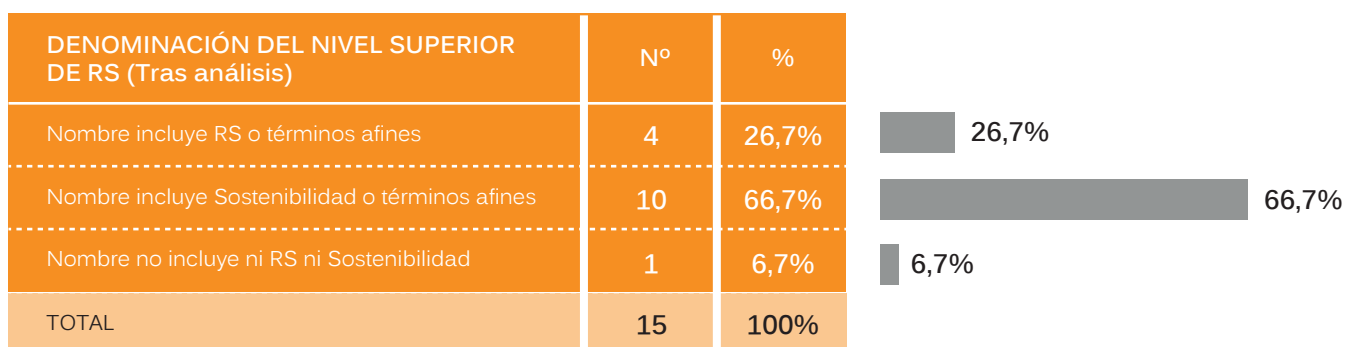 DENOMINACIÓN DEL NIVEL SUPERIOR
DE RS (Tras análisis)
Nº
%
Nombre incluye RS o términos afines
4
26,7%
26,7%
Nombre incluye Sostenibilidad o términos afines
10
66,7%
66,7%
Nombre no incluye ni RS ni Sostenibilidad
1
6,7%
6,7%
TOTAL
15
100%